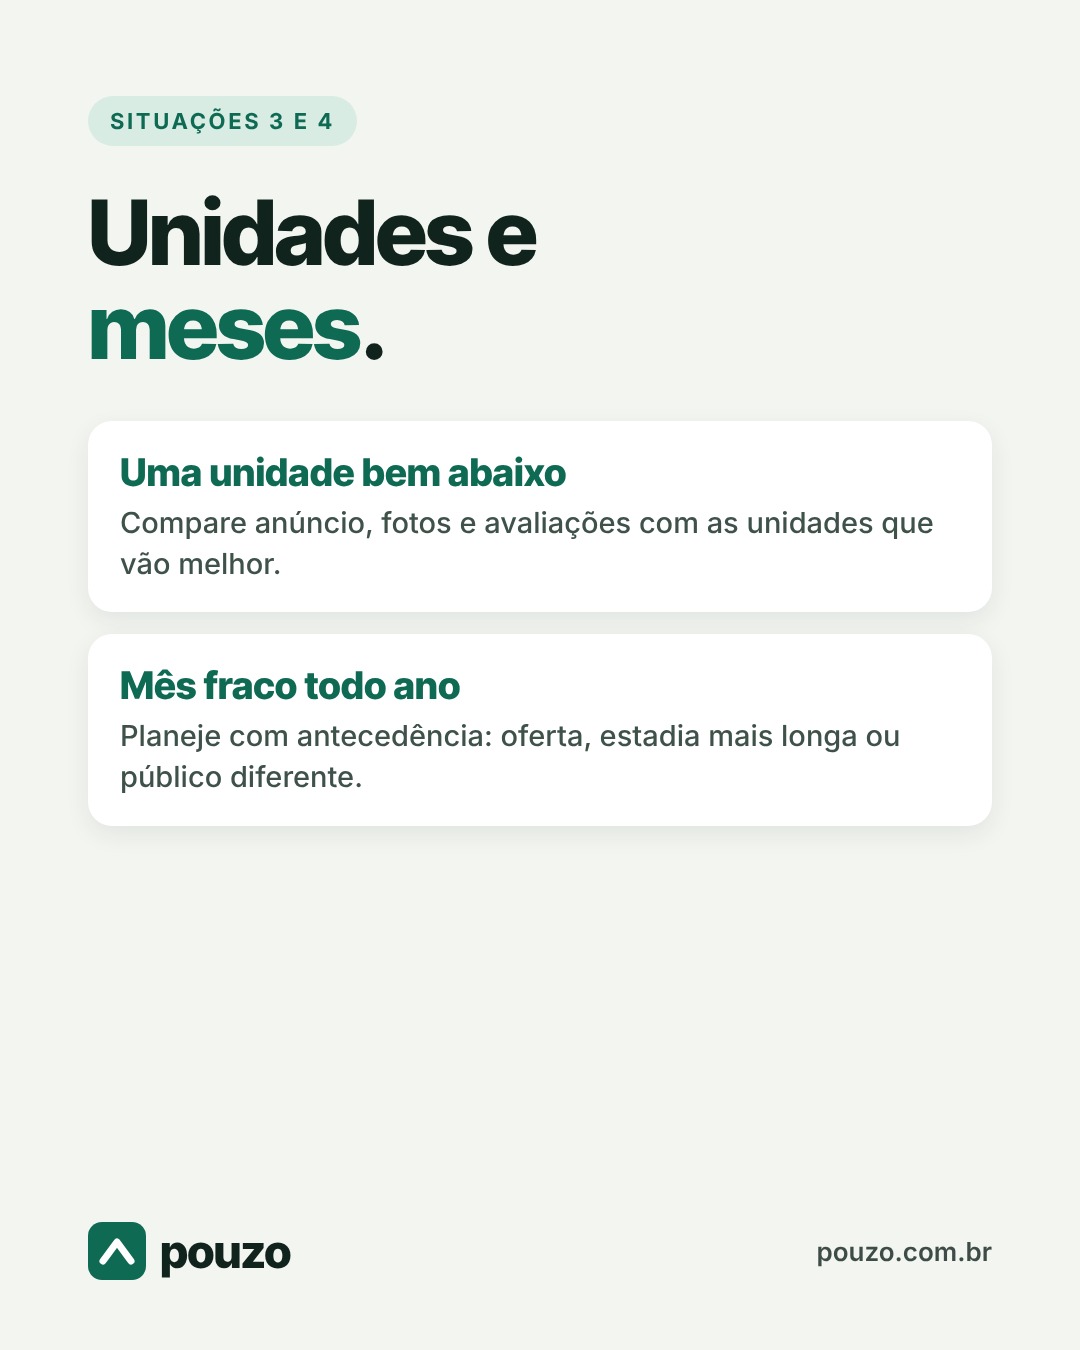 SITUAÇÕES 3 E 4
Unidades e
meses.
Uma unidade bem abaixo
Compare anúncio, fotos e avaliações com as unidades que
vão melhor.
Mês fraco todo ano
Planeje com antecedência: oferta, estadia mais longa ou
público diferente.
pouzo
pouzo.com.br